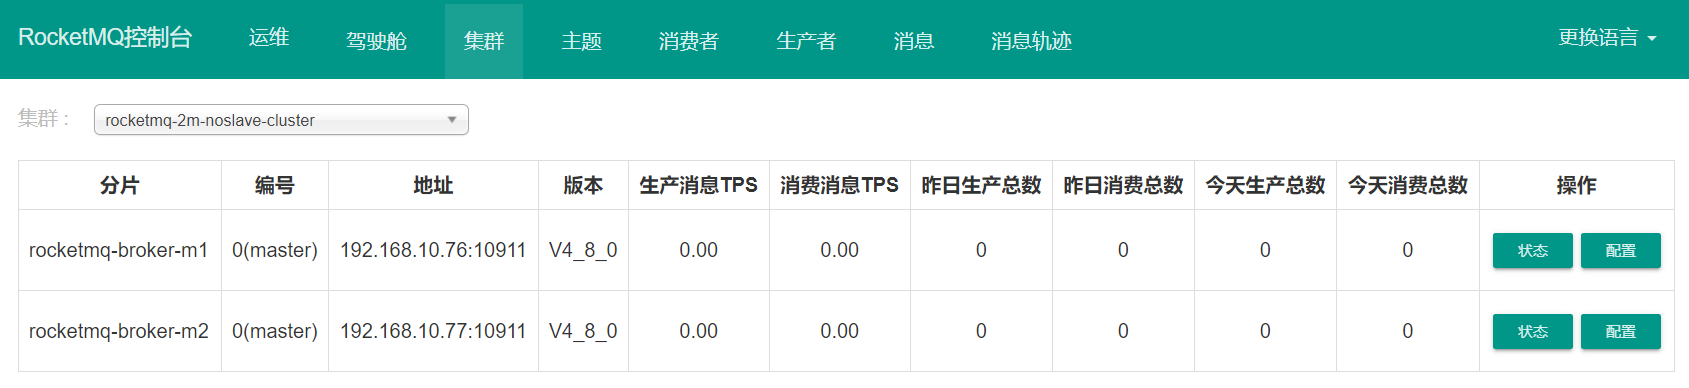 RocketMQ控制台 运维 驾驶舱 集群 主题 消费者 生产者 消息 消息轨迹 更换语言
集群： rocketmq-2m-noslave-cluster
分片 编号 地址 版本 生产消息TPS 消费消息TPS 昨日生产总数 昨日消费总数 今天生产总数 今天消费总数 操作
rocketmq-broker-m1 0(master) 192.168.10.76:10911 V4_8_0 0.00 0.00 0 0 0 0 状态 配置
rocketmq-broker-m2 0(master) 192.168.10.77:10911 V4_8_0 0.00 0.00 0 0 0 0 状态 配置